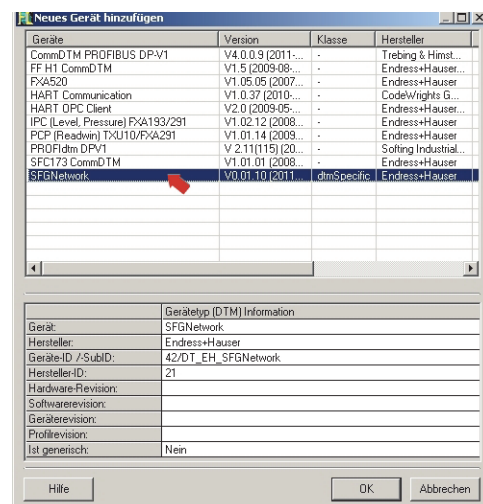 Neues Gerät hinzufügen
Geräte Version Klasse Hersteller
CommDTM PROFIBUS DP-V1 V4.0.0.9 (2011-... - Trebing & Himst...
FF H1 CommDTM V1.5 (2009-08-... - Endress+Hauser...
FXA520 V1.05.05 (2007... - Endress+Hauser
HART Communication V1.0.37 (2010-... - CodeWrights G...
HART OPC Client V2.0 (2009-05-... - Endress+Hauser
IPC (Level, Pressure) FXA193/291 V1.02.12 (2008... - Endress+Hauser
PCP (Readwin) TXU10/FXA291 V1.01.14 (2009... - Endress+Hauser
PROFIdtm DPV1 V 2.11(115) (20... - Softing Industrial...
SFC173 CommDTM V1.01.01 (2008... - Endress+Hauser
SFGNetwork V0.01.10 (2011... dtmSpecific Endress+Hauser
Gerätetyp (DTM) Information
Gerät: SFGNetwork
Hersteller: Endress+Hauser
Geräte-ID /-SubID: 42/DT_EH_SFGNetwork
Hersteller-ID: 21
Hardware-Revision:
Softwarerevision:
Geräterevision:
Profilrevision:
Ist generisch: Nein
Hilfe OK Abbrechen